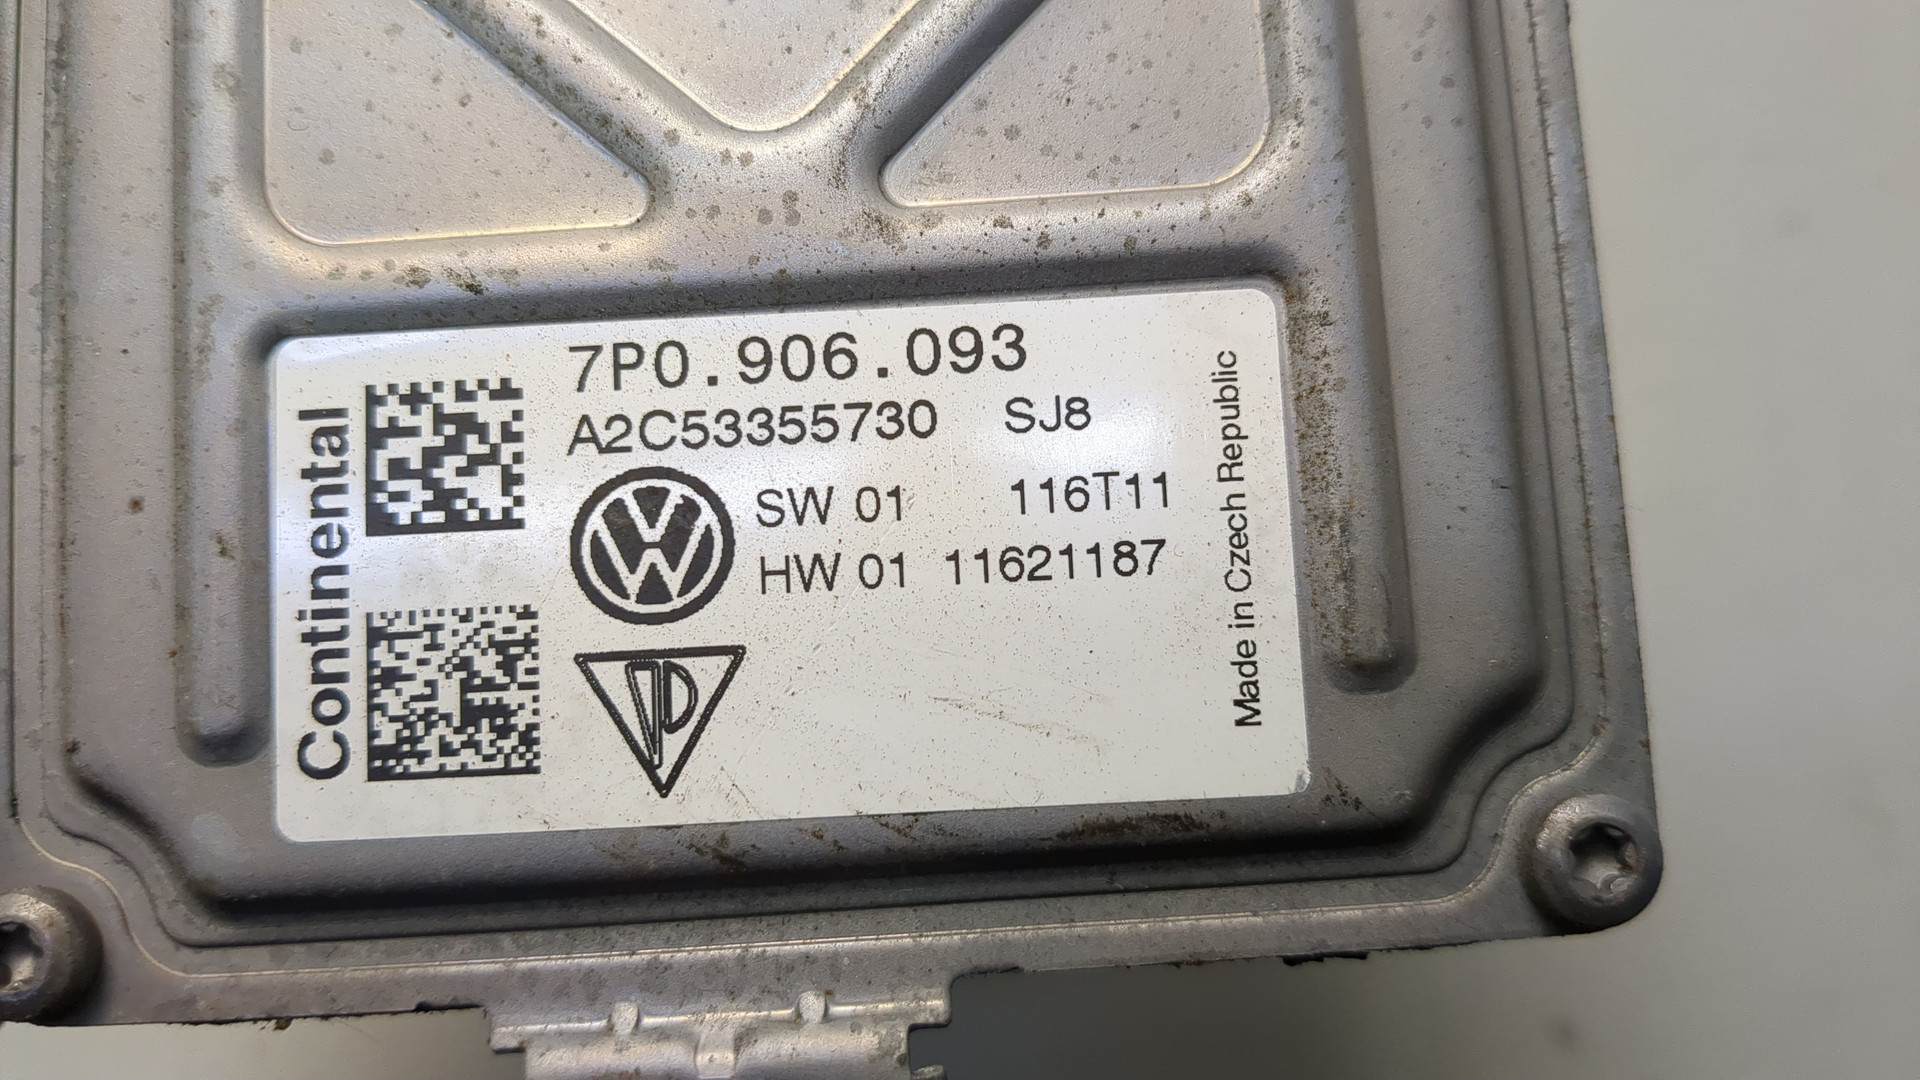 7P0.906.093
A2C53355730 SJ8
SW 01 116T11
HW 01 11621187
Continental
Made in Czech Republic